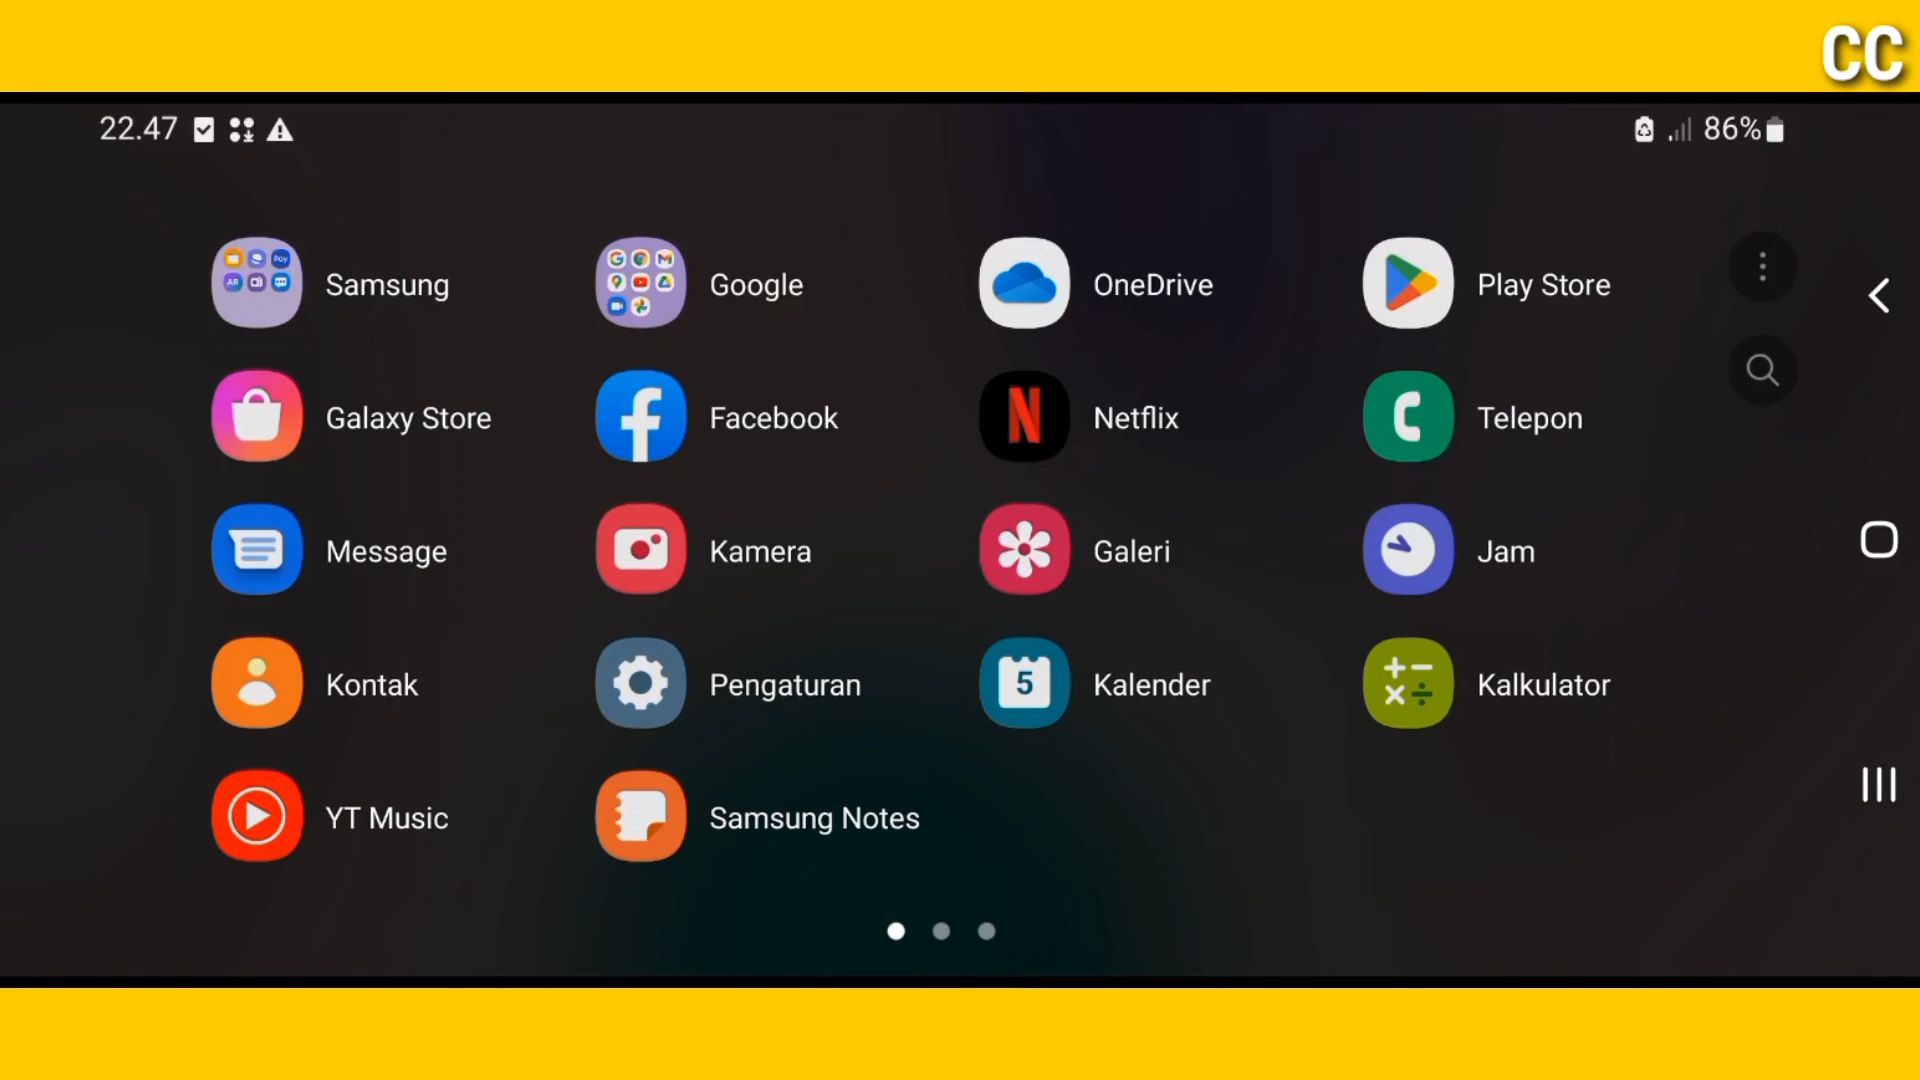 CC
22.47 86%
Samsung Google OneDrive Play Store
Galaxy Store Facebook Netflix Telepon
Message Kamera Galeri Jam
Kontak Pengaturan 5 Kalender Kalkulator
YT Music Samsung Notes